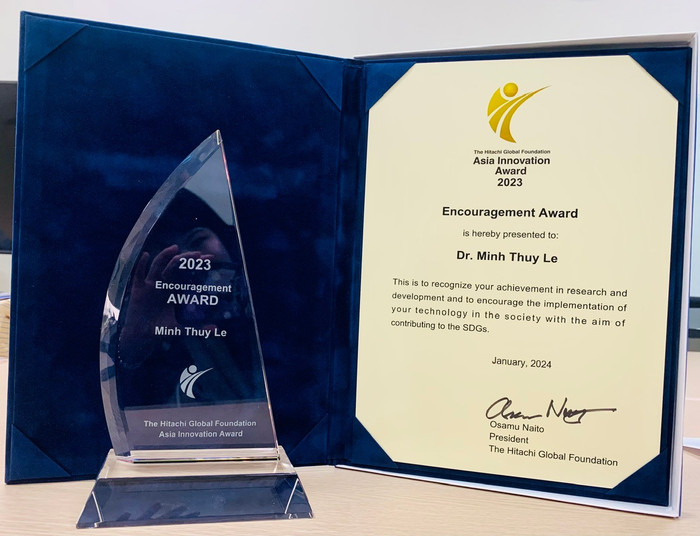 2023
Encouragement
AWARD
Minh Thuy Le
The Hitachi Global Foundation
Asia Innovation Award
The Hitachi Global Foundation
Asia Innovation
Award
2023
Encouragement Award
is hereby presented to:
Dr. Minh Thuy Le
This is to recognize your achievement in research and
development and to encourage the implementation of
your technology in the society with the aim of
contributing to the SDGs.
January, 2024
Osamu Naito
Osamu Naito
President
The Hitachi Global Foundation